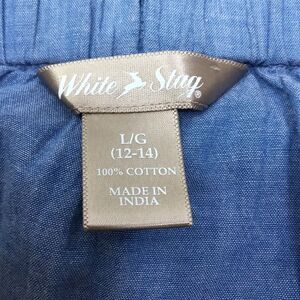 White Stag®
L/G
(12-14)
100% COTTON
MADE IN
INDIA